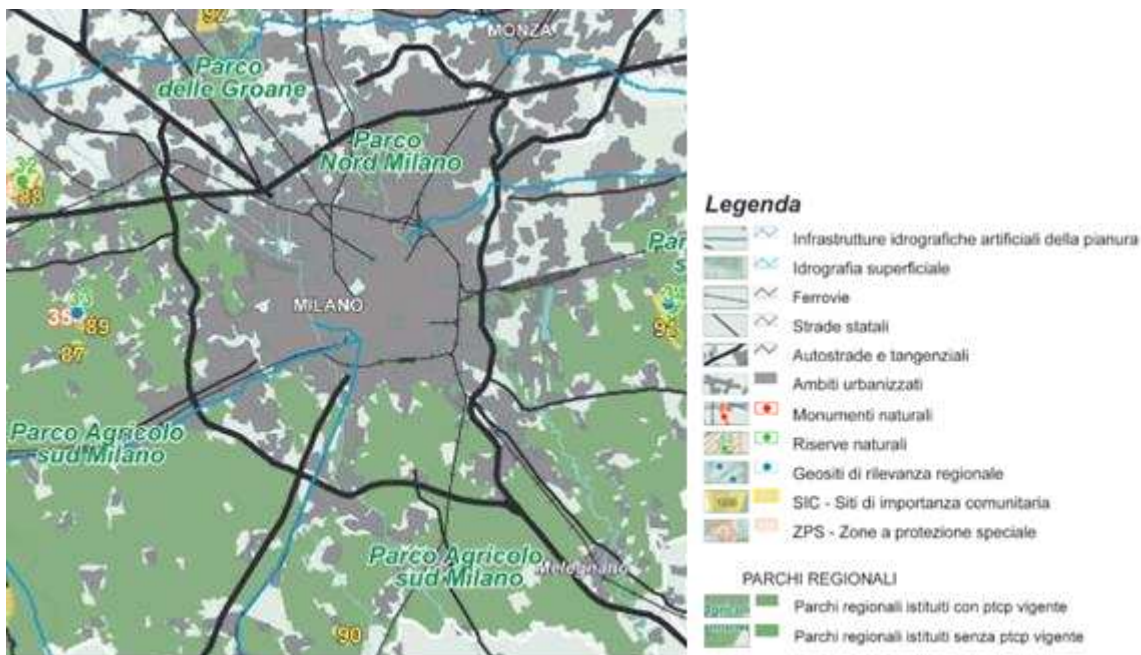 92
MONZA
Parco
delle Groane
Parco
Nord Milano
32
88
MILANO
35
89
87
Parco Agricolo
sud Milano
Parco Agricolo
sud Milano
Melegnano
90
Legenda
Infrastrutture idrografiche artificiali della pianura
Idrografia superficiale
Ferrovie
Strade statali
Autostrade e tangenziali
Ambiti urbanizzati
Monumenti naturali
Riserve naturali
Geositi di rilevanza regionale
SIC - Siti di importanza comunitaria
ZPS - Zone a protezione speciale
PARCHI REGIONALI
Parchi regionali istituiti con ptcp vigente
Parchi regionali istituiti senza ptcp vigente